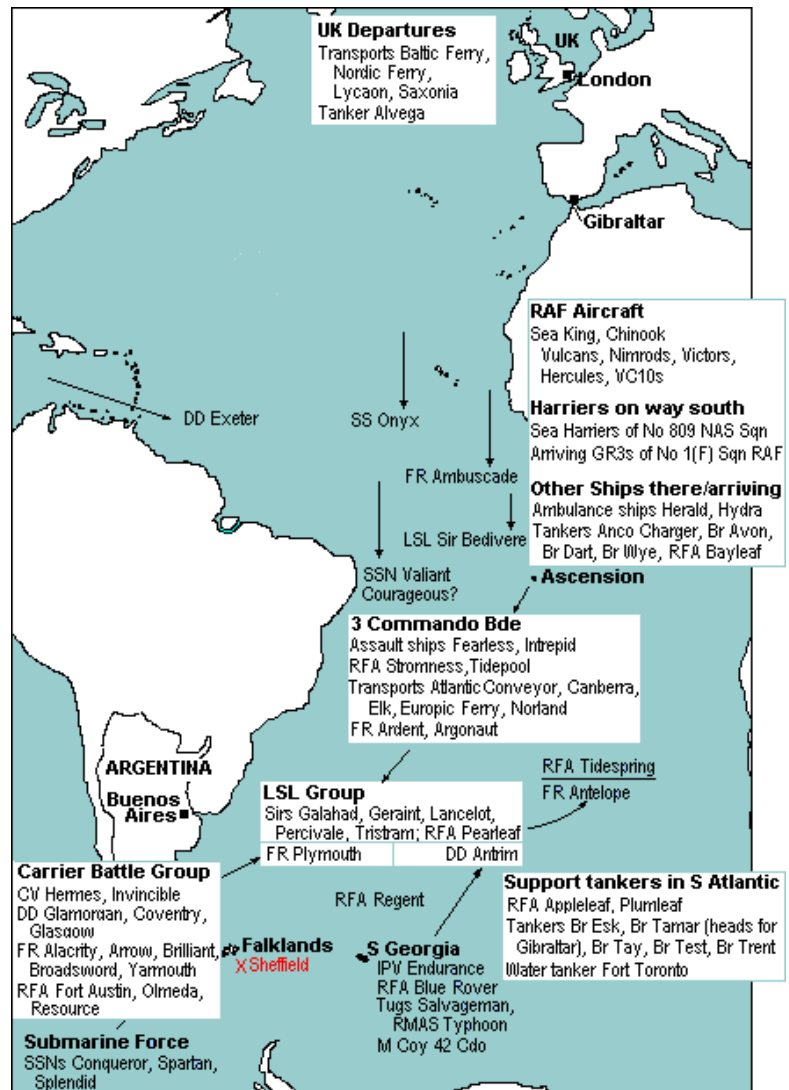 UK Departures
Transports Baltic Ferry,
Nordic Ferry,
Lycaon, Saxonia
Tanker Alvega
UK
London
Gibraltar
RAF Aircraft
Sea King, Chinook
Vulcans, Nimrods, Victors,
Hercules, VC10s
Harriers on way south
Sea Harriers of No 809 NAS Sqn
Arriving GR3s of No 1(F) Sqn RAF
Other Ships there/arriving
Ambulance ships Herald, Hydra
Tankers Anco Charger, Br Avon,
Br Dart, Br Wye, RFA Bayleaf
DD Exeter
SS Onyx
FR Ambuscade
LSL Sir Bedivere
SSN Valiant
Courageous?
Ascension
3 Commando Bde
Assault ships Fearless, Intrepid
RFA Stromness,Tidepool
Transports Atlantic Conveyor, Canberra,
Elk, Europic Ferry, Norland
FR Ardent, Argonaut
ARGENTINA
Buenos
Aires
RFA Tidespring
FR Antelope
LSL Group
Sirs Galahad, Geraint, Lancelot,
Percivale, Tristram; RFA Pearleaf
FR Plymouth
DD Antrim
Carrier Battle Group
CV Hermes, Invincible
DD Glamorgan, Coventry,
Glasgow
FR Alacrity, Arrow, Brilliant,
Broadsword, Yarmouth
RFA Fort Austin, Olmeda,
Resource
RFA Regent
Support tankers in S Atlantic
RFA Appleleaf, Plumleaf
Tankers Br Esk, Br Tamar (heads for
Gibraltar), Br Tay, Br Test, Br Trent
Water tanker Fort Toronto
Falklands
X Sheffield
S Georgia
IPV Endurance
RFA Blue Rover
Tugs Salvageman,
RMAS Typhoon
M Coy 42 Cdo
Submarine Force
SSNs Conqueror, Spartan,
Splendid